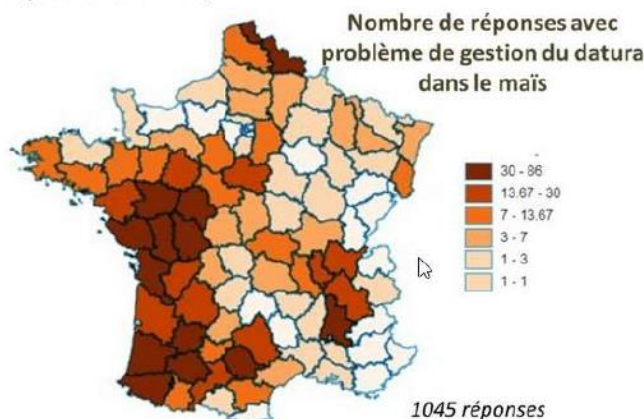 Nombre de réponses avec
problème de gestion du datura
dans le maïs
30 - 86
13.67 - 30
7 - 13.67
3 - 7
1 - 3
1 - 1
1045 réponses